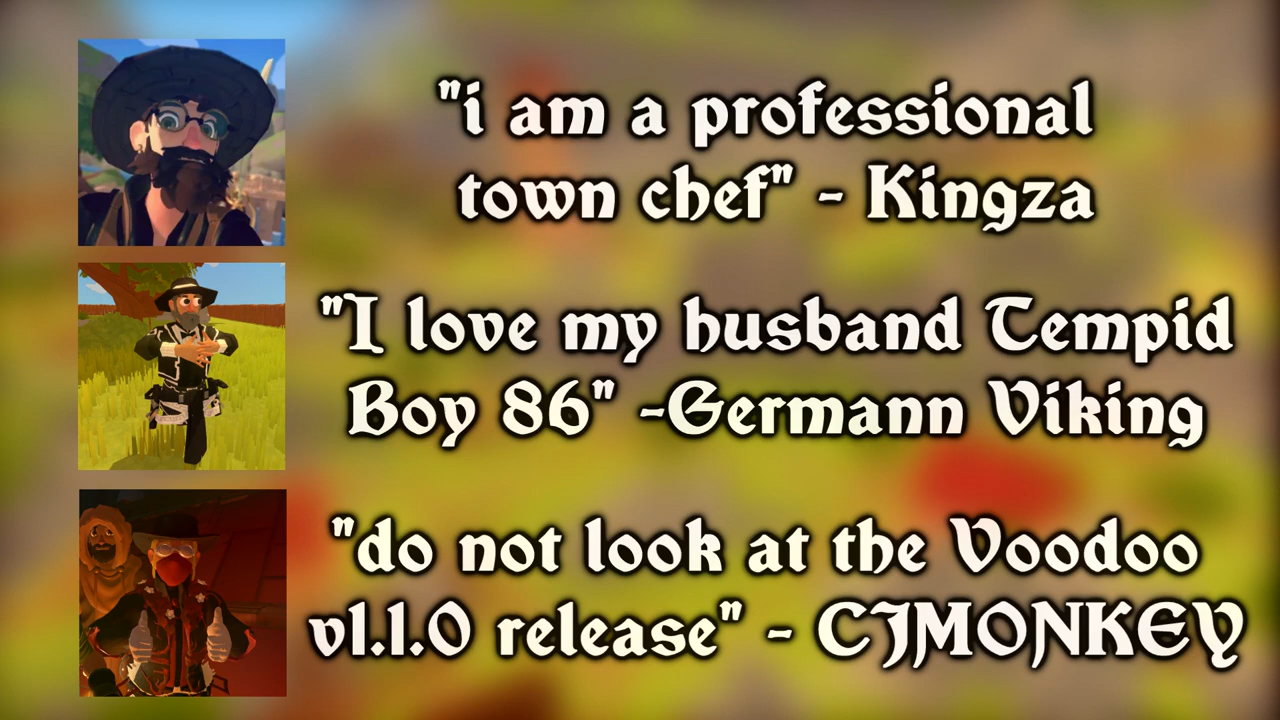 "i am a professional
town chef" - Kingza
"I love my husband Tempid
Boy 86" -Germann Viking
"do not look at the Voodoo
v1.1.0 release" - CJMONKEY